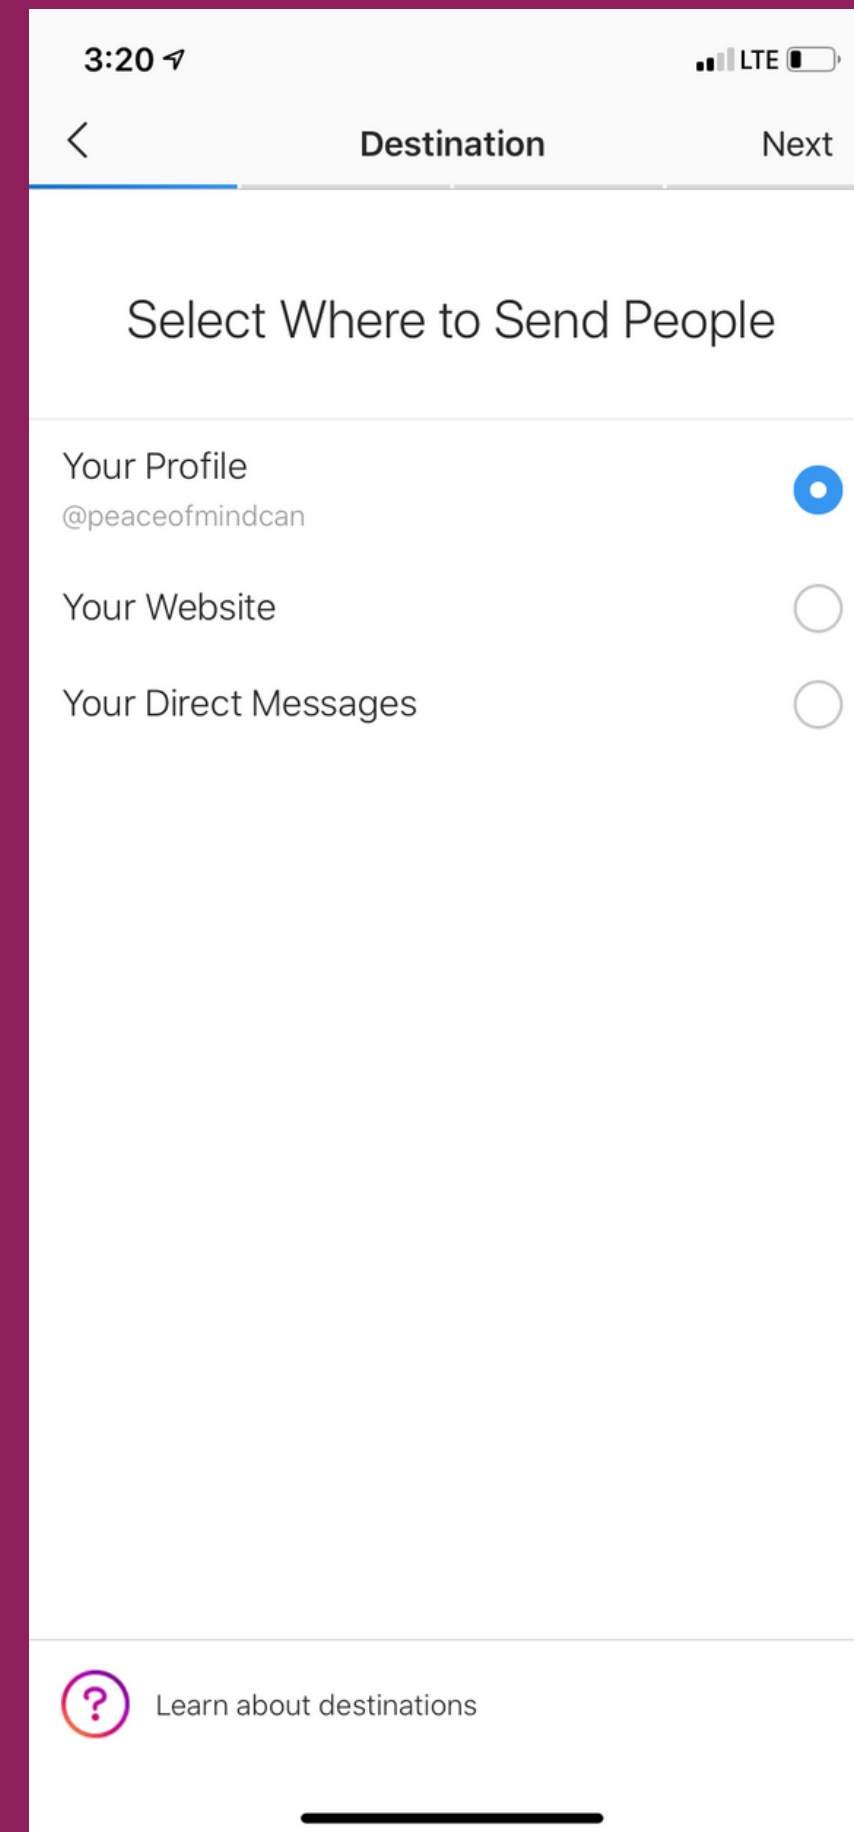 3:20 LTE
Destination Next
Select Where to Send People
Your Profile
@peaceofmindcan
Your Website
Your Direct Messages
? Learn about destinations